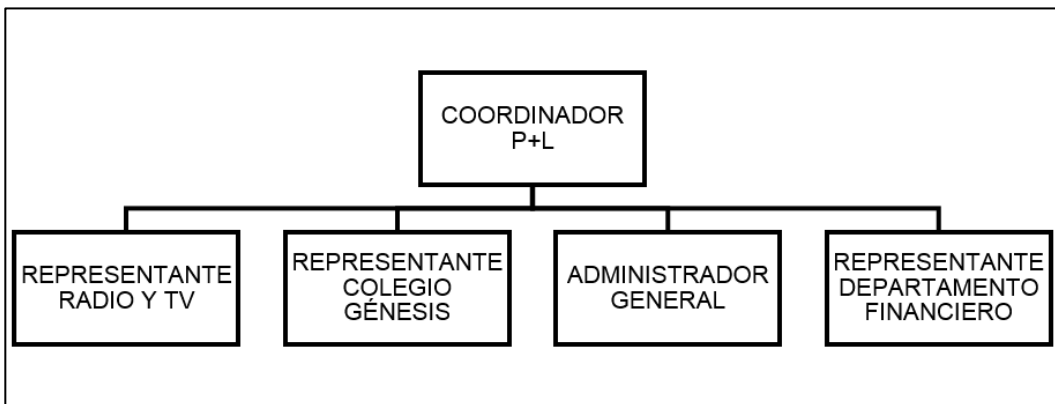 COORDINADOR
P+L
REPRESENTANTE
RADIO Y TV
REPRESENTANTE
COLEGIO
GÉNESIS
ADMINISTRADOR
GENERAL
REPRESENTANTE
DEPARTAMENTO
FINANCIERO